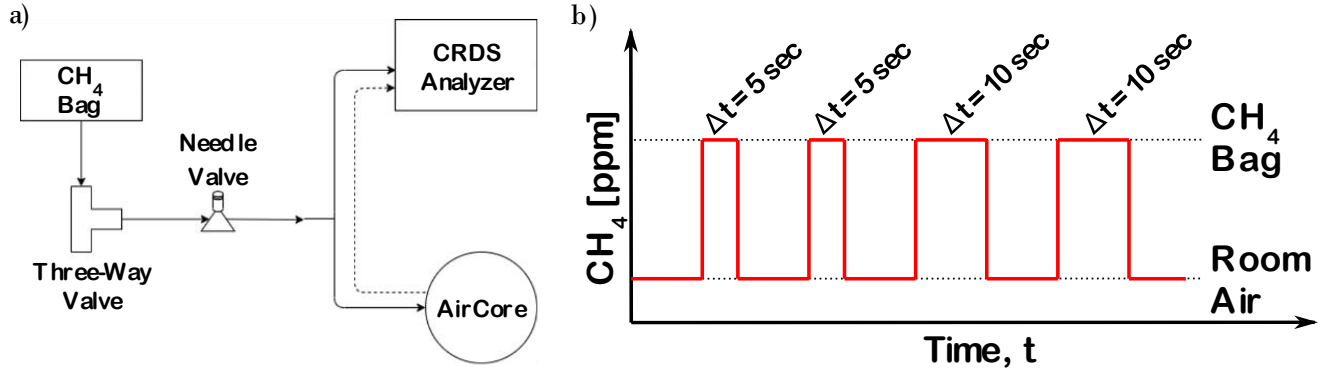 a)
CH4
Bag
Three-Way
Valve
Needle
Valve
CRDS
Analyzer
AirCore
b)
CH4 [ppm]
Δt = 5 sec
Δt = 5 sec
Δt = 10 sec
Δt = 10 sec
CH4
Bag
Room
Air
Time, t